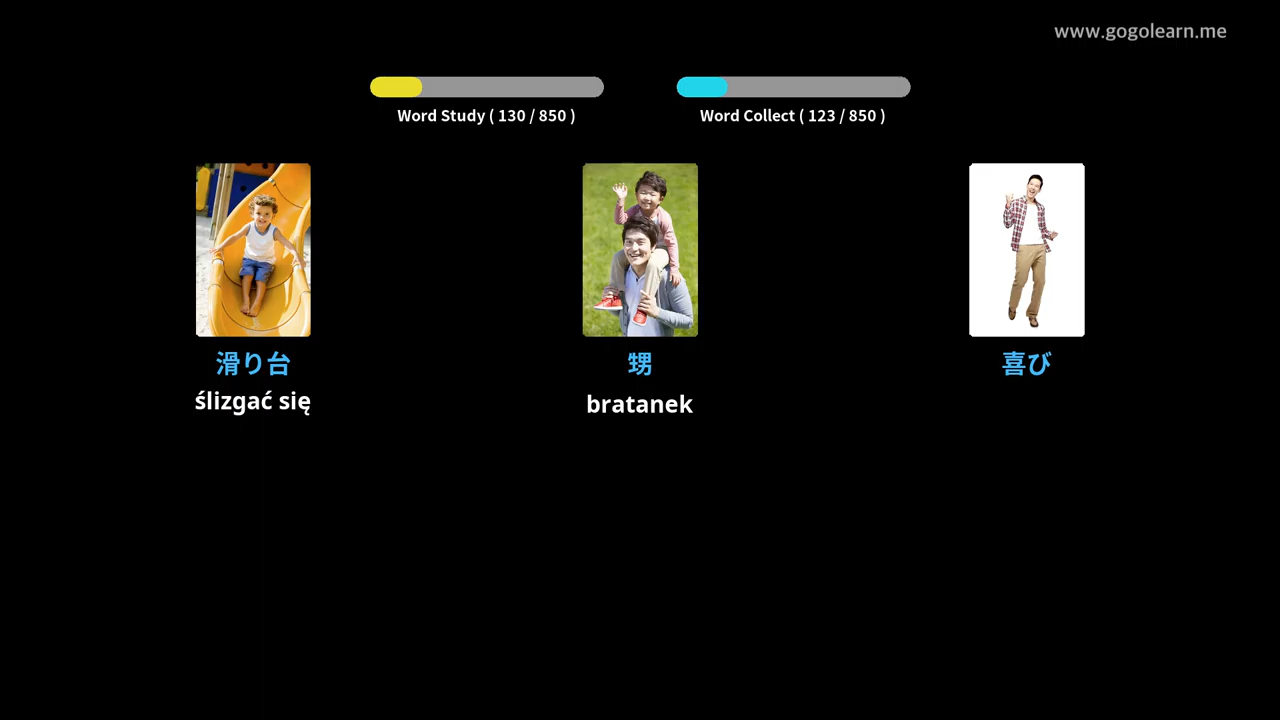 www.gogolearn.me
Word Study ( 130 / 850 )
Word Collect ( 123 / 850 )
滑り台
ślizgać się
甥
bratanek
喜び